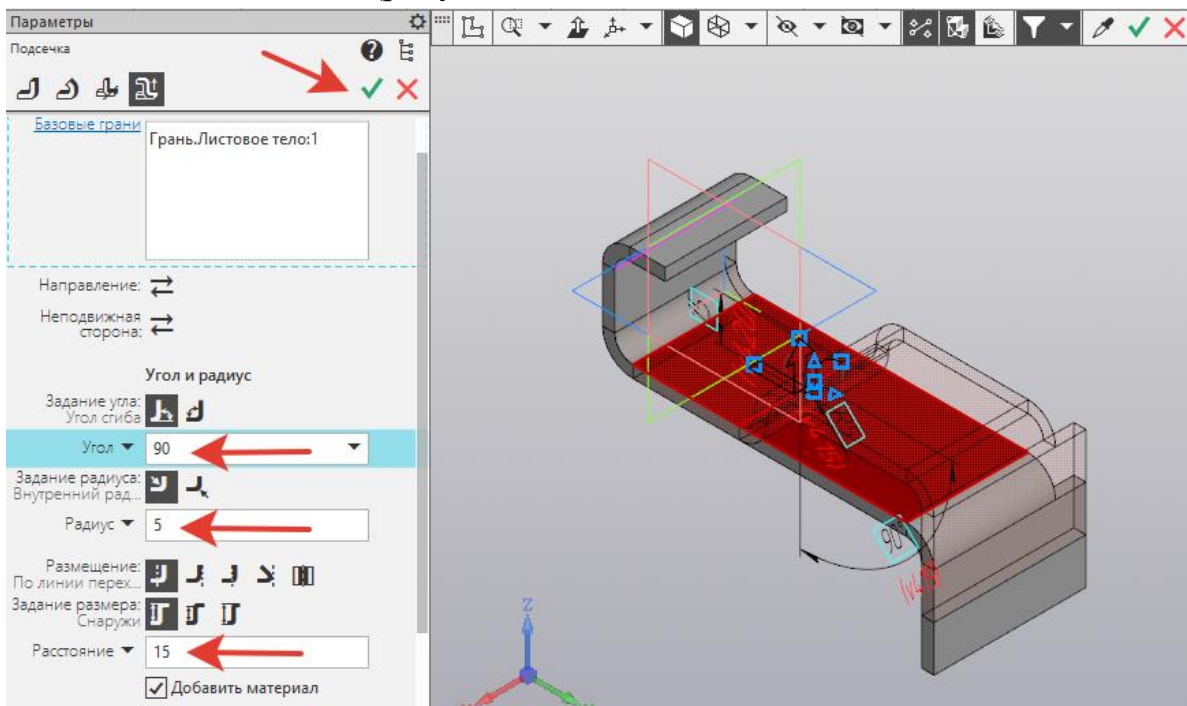 Параметры
Подсечка
Базовые грани
Грань.Листовое тело:1
Направление:
Неподвижная
сторона:
Угол и радиус
Задание угла:
Угол сгиба
Угол 90
Задание радиуса:
Внутренний рад...
Радиус 5
Размещение:
По линии перех...
Задание размера:
Снаружи
Расстояние 15
Добавить материал
90°
Z